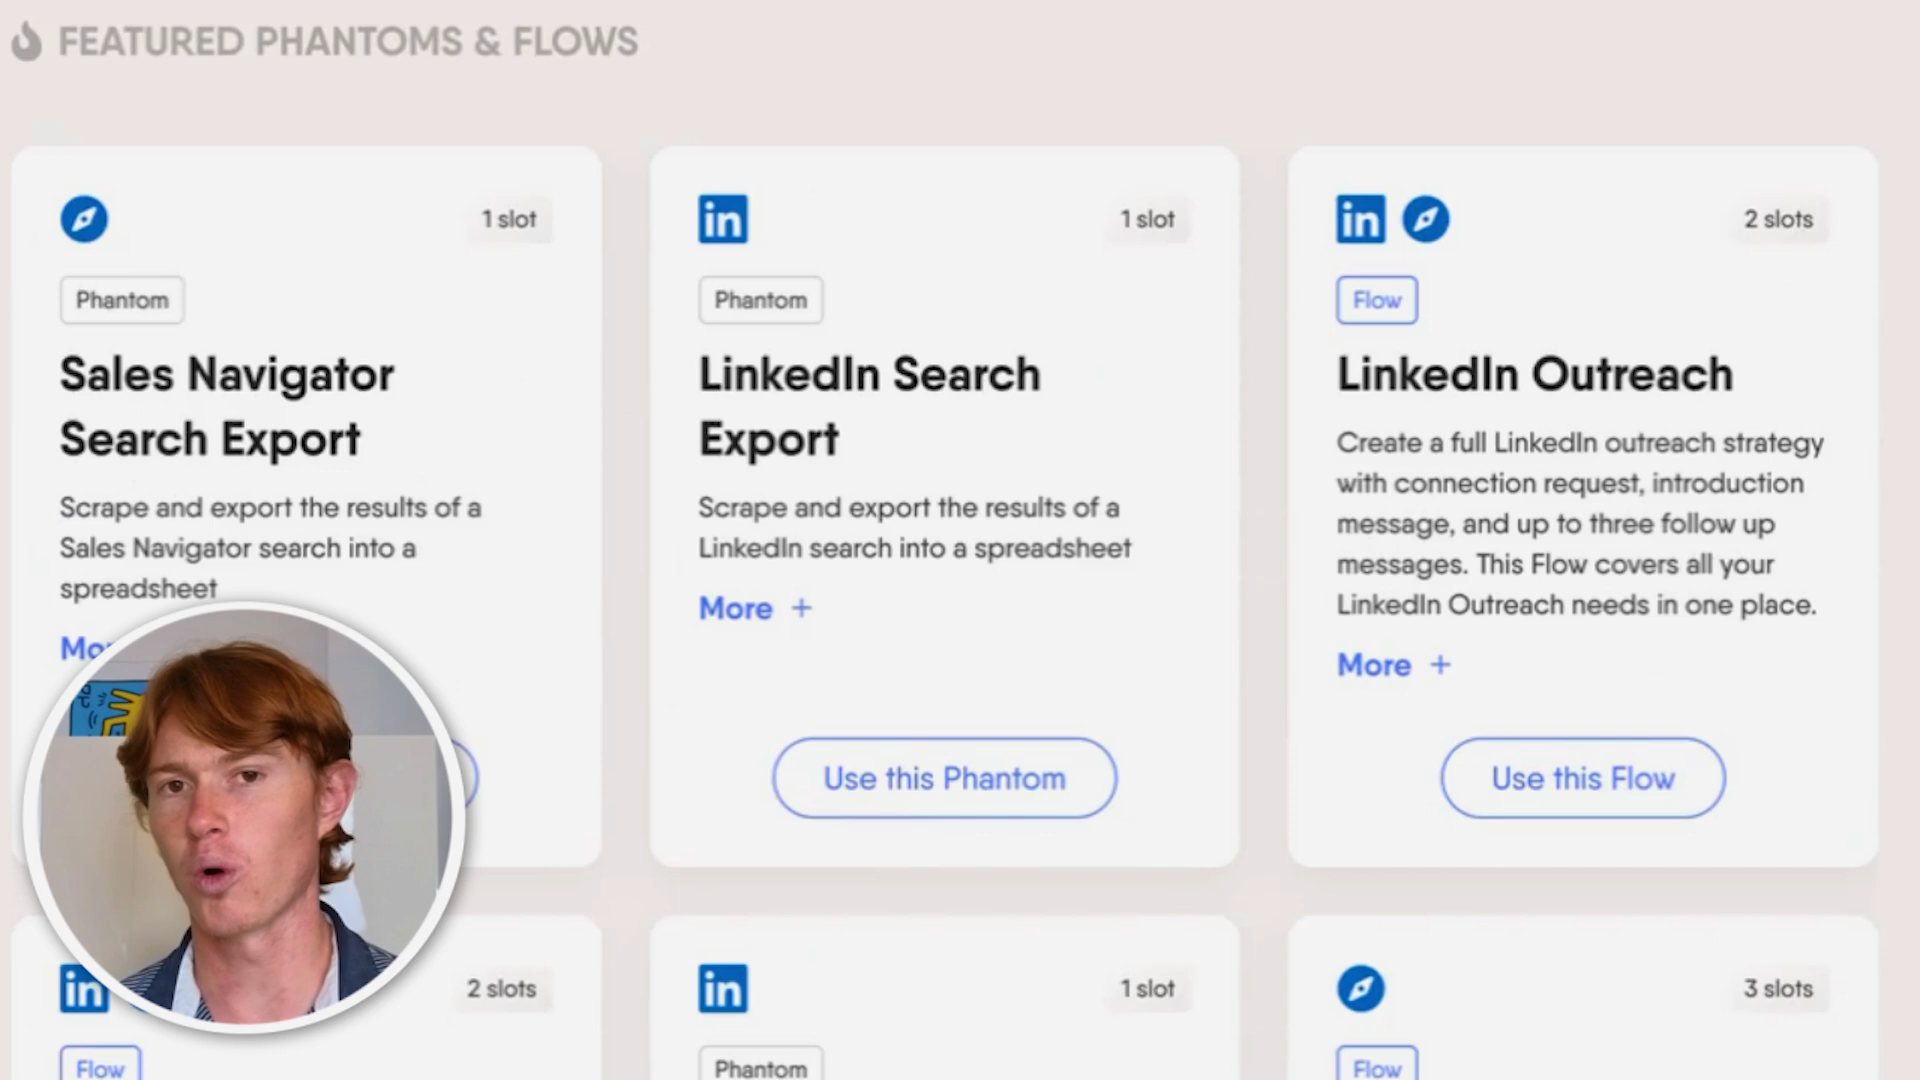 FEATURED PHANTOMS & FLOWS
1 slot
Phantom
Sales Navigator
Search Export
Scrape and export the results of a
Sales Navigator search into a
spreadsheet
in
1 slot
Phantom
LinkedIn Search
Export
Scrape and export the results of a
LinkedIn search into a spreadsheet
More +
Use this Phantom
in
2 slots
Flow
LinkedIn Outreach
Create a full LinkedIn outreach strategy
with connection request, introduction
message, and up to three follow up
messages. This Flow covers all your
LinkedIn Outreach needs in one place.
More +
Use this Flow
in
2 slots
Flow
in
1 slot
Phantom
3 slots
Flow